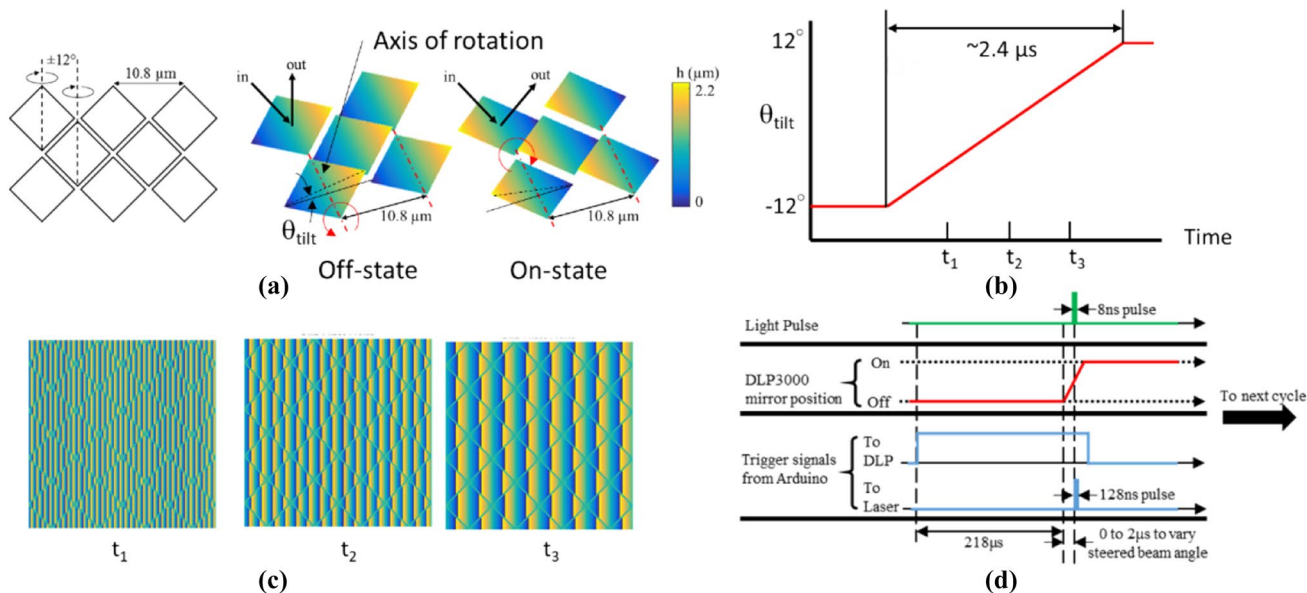 ±12°
10.8 µm
Axis of rotation
in
out
in
out
h (µm)
2.2
0
θtilt
10.8 µm
10.8 µm
Off-state
On-state
(a)
12°
~2.4 µs
θtilt
-12°
t1
t2
t3
Time
(b)
t1
t2
t3
(c)
Light Pulse
8ns pulse
DLP3000
mirror position
On
Off
To next cycle
Trigger signals
from Arduino
To
DLP
To
Laser
128ns pulse
218µs
0 to 2µs to vary
steered beam angle
(d)